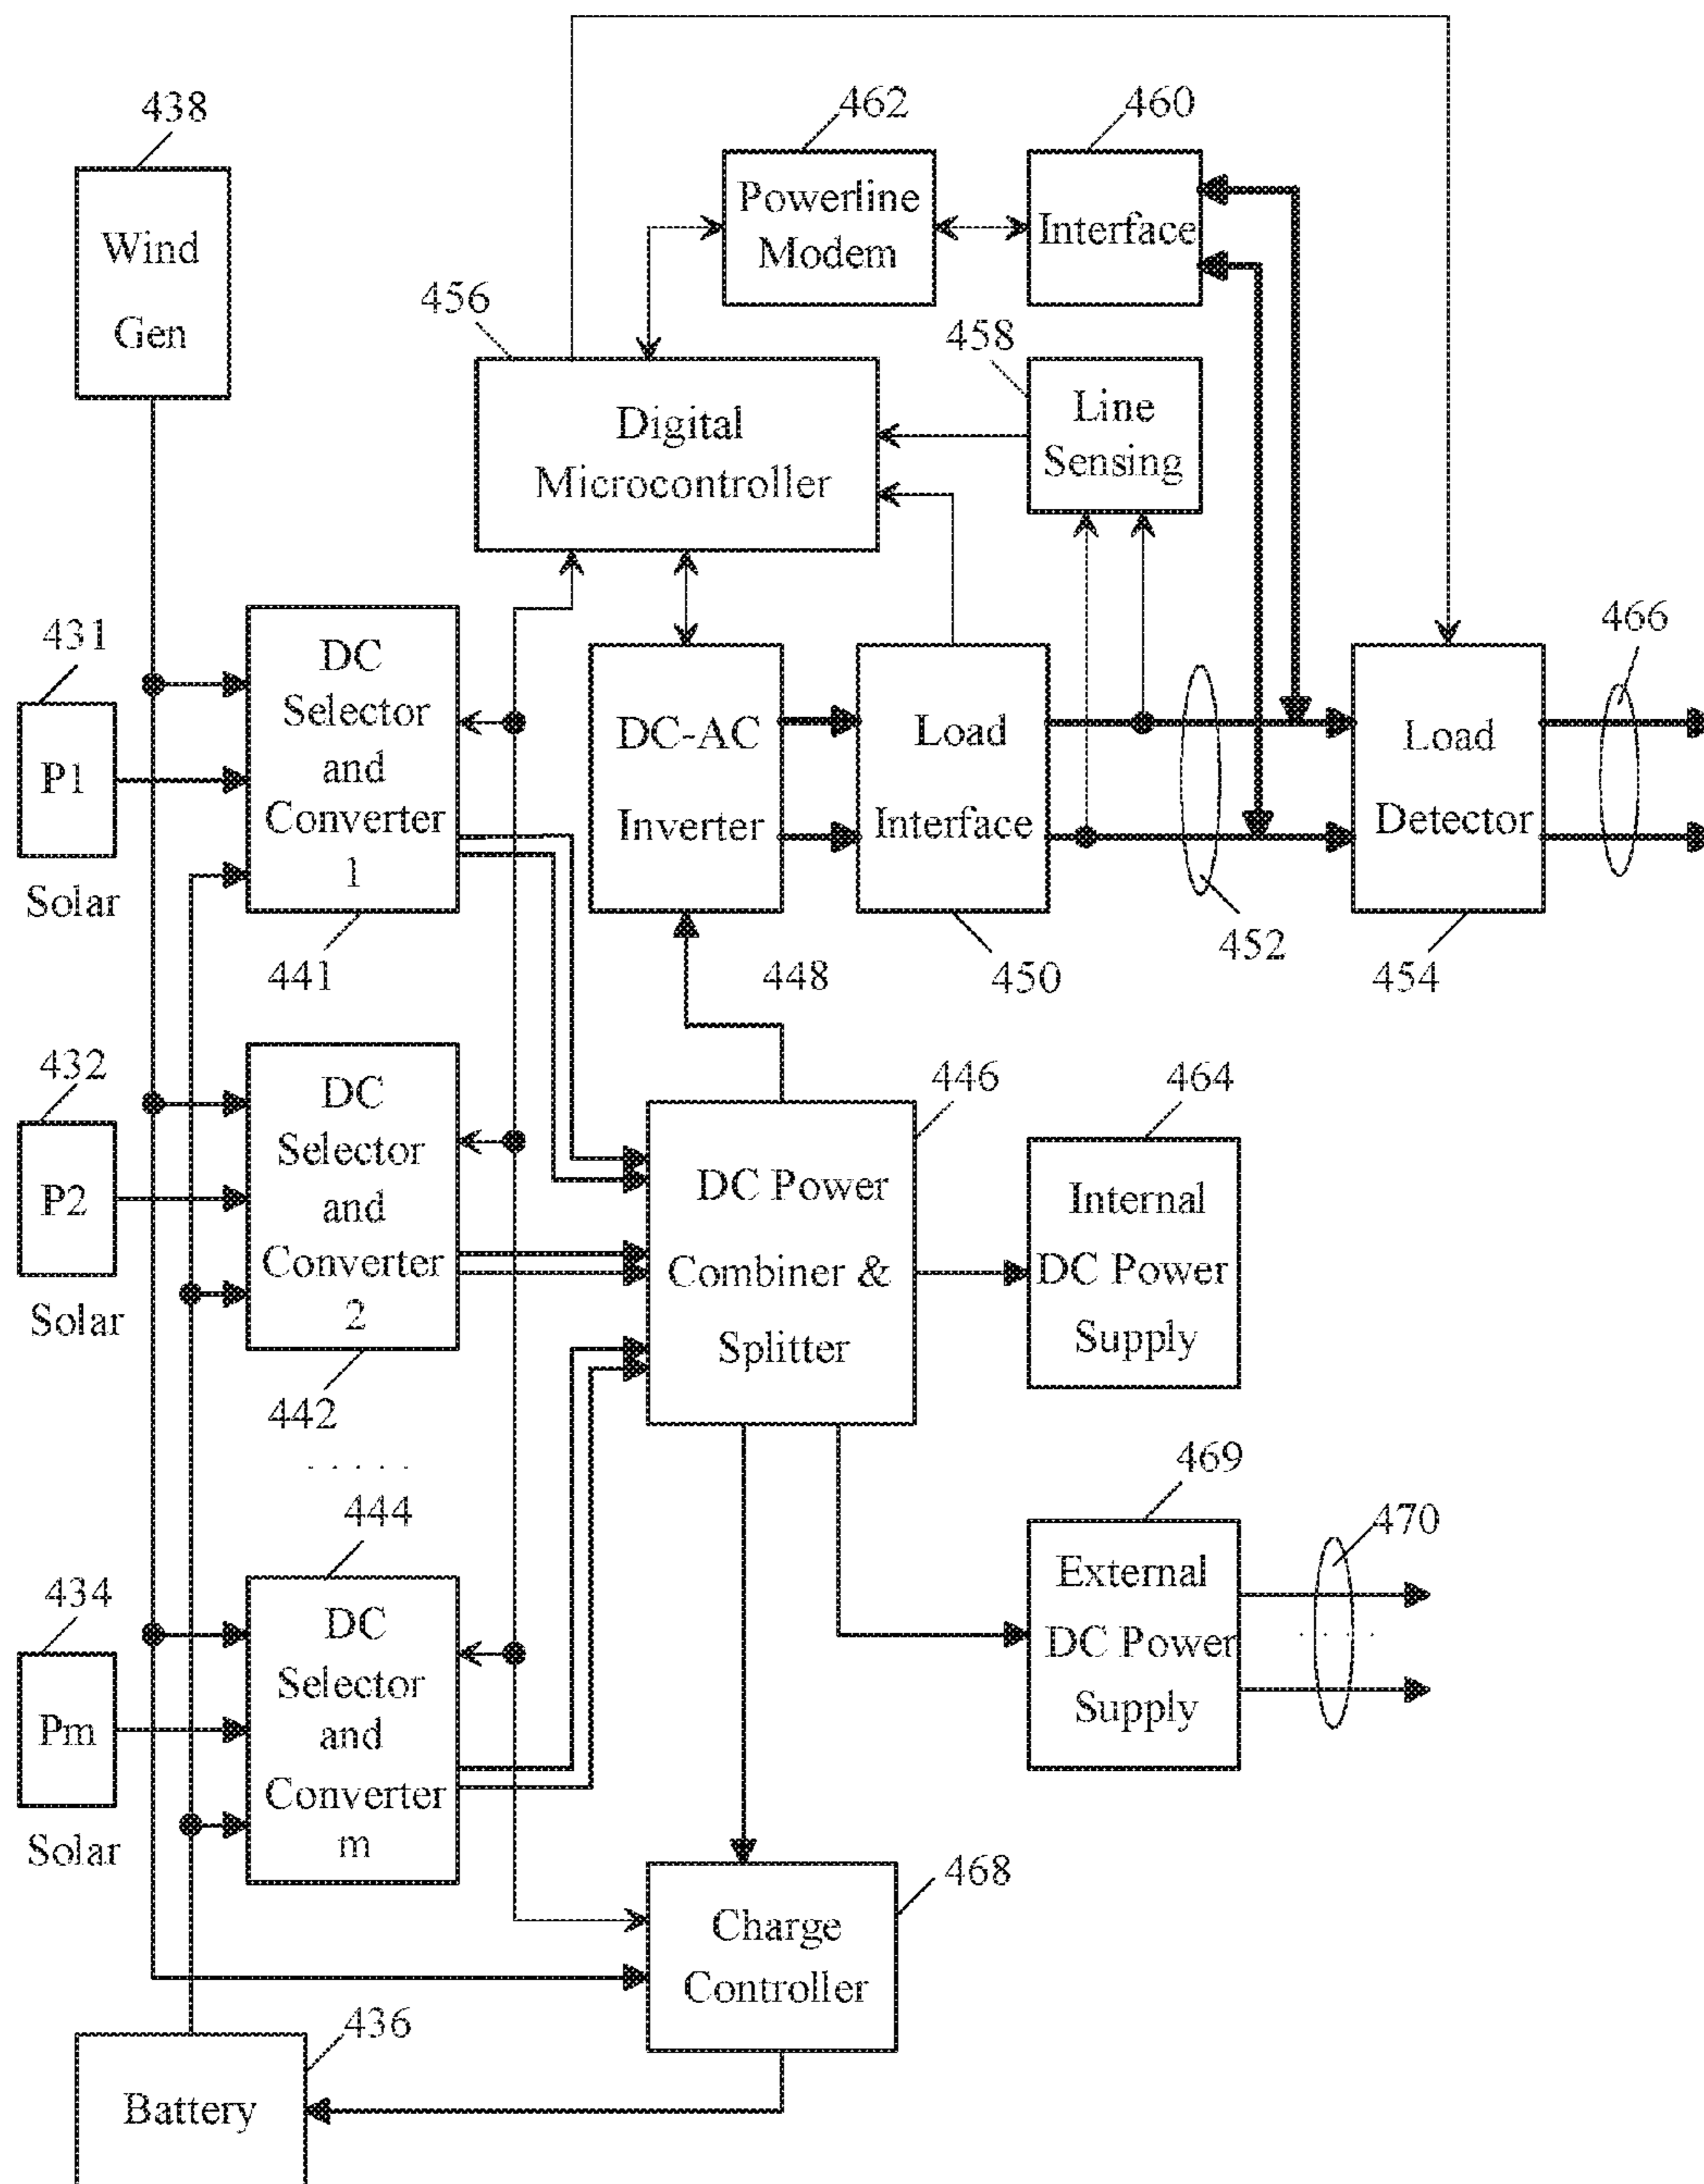 438
Wind
Gen
462
460
Powerline
Modem
Interface
456
458
Digital
Microcontroller
Line
Sensing
431
P1
Solar
DC
Selector
and
Converter
1
441
DC-AC
Inverter
448
Load
Interface
450
452
Load
Detector
454
466
432
P2
Solar
DC
Selector
and
Converter
2
442
.....
446
DC Power
Combiner &
Splitter
464
Internal
DC Power
Supply
469
External
DC Power
Supply
470
.....
434
Pm
Solar
444
DC
Selector
and
Converter
m
468
Charge
Controller
436
Battery